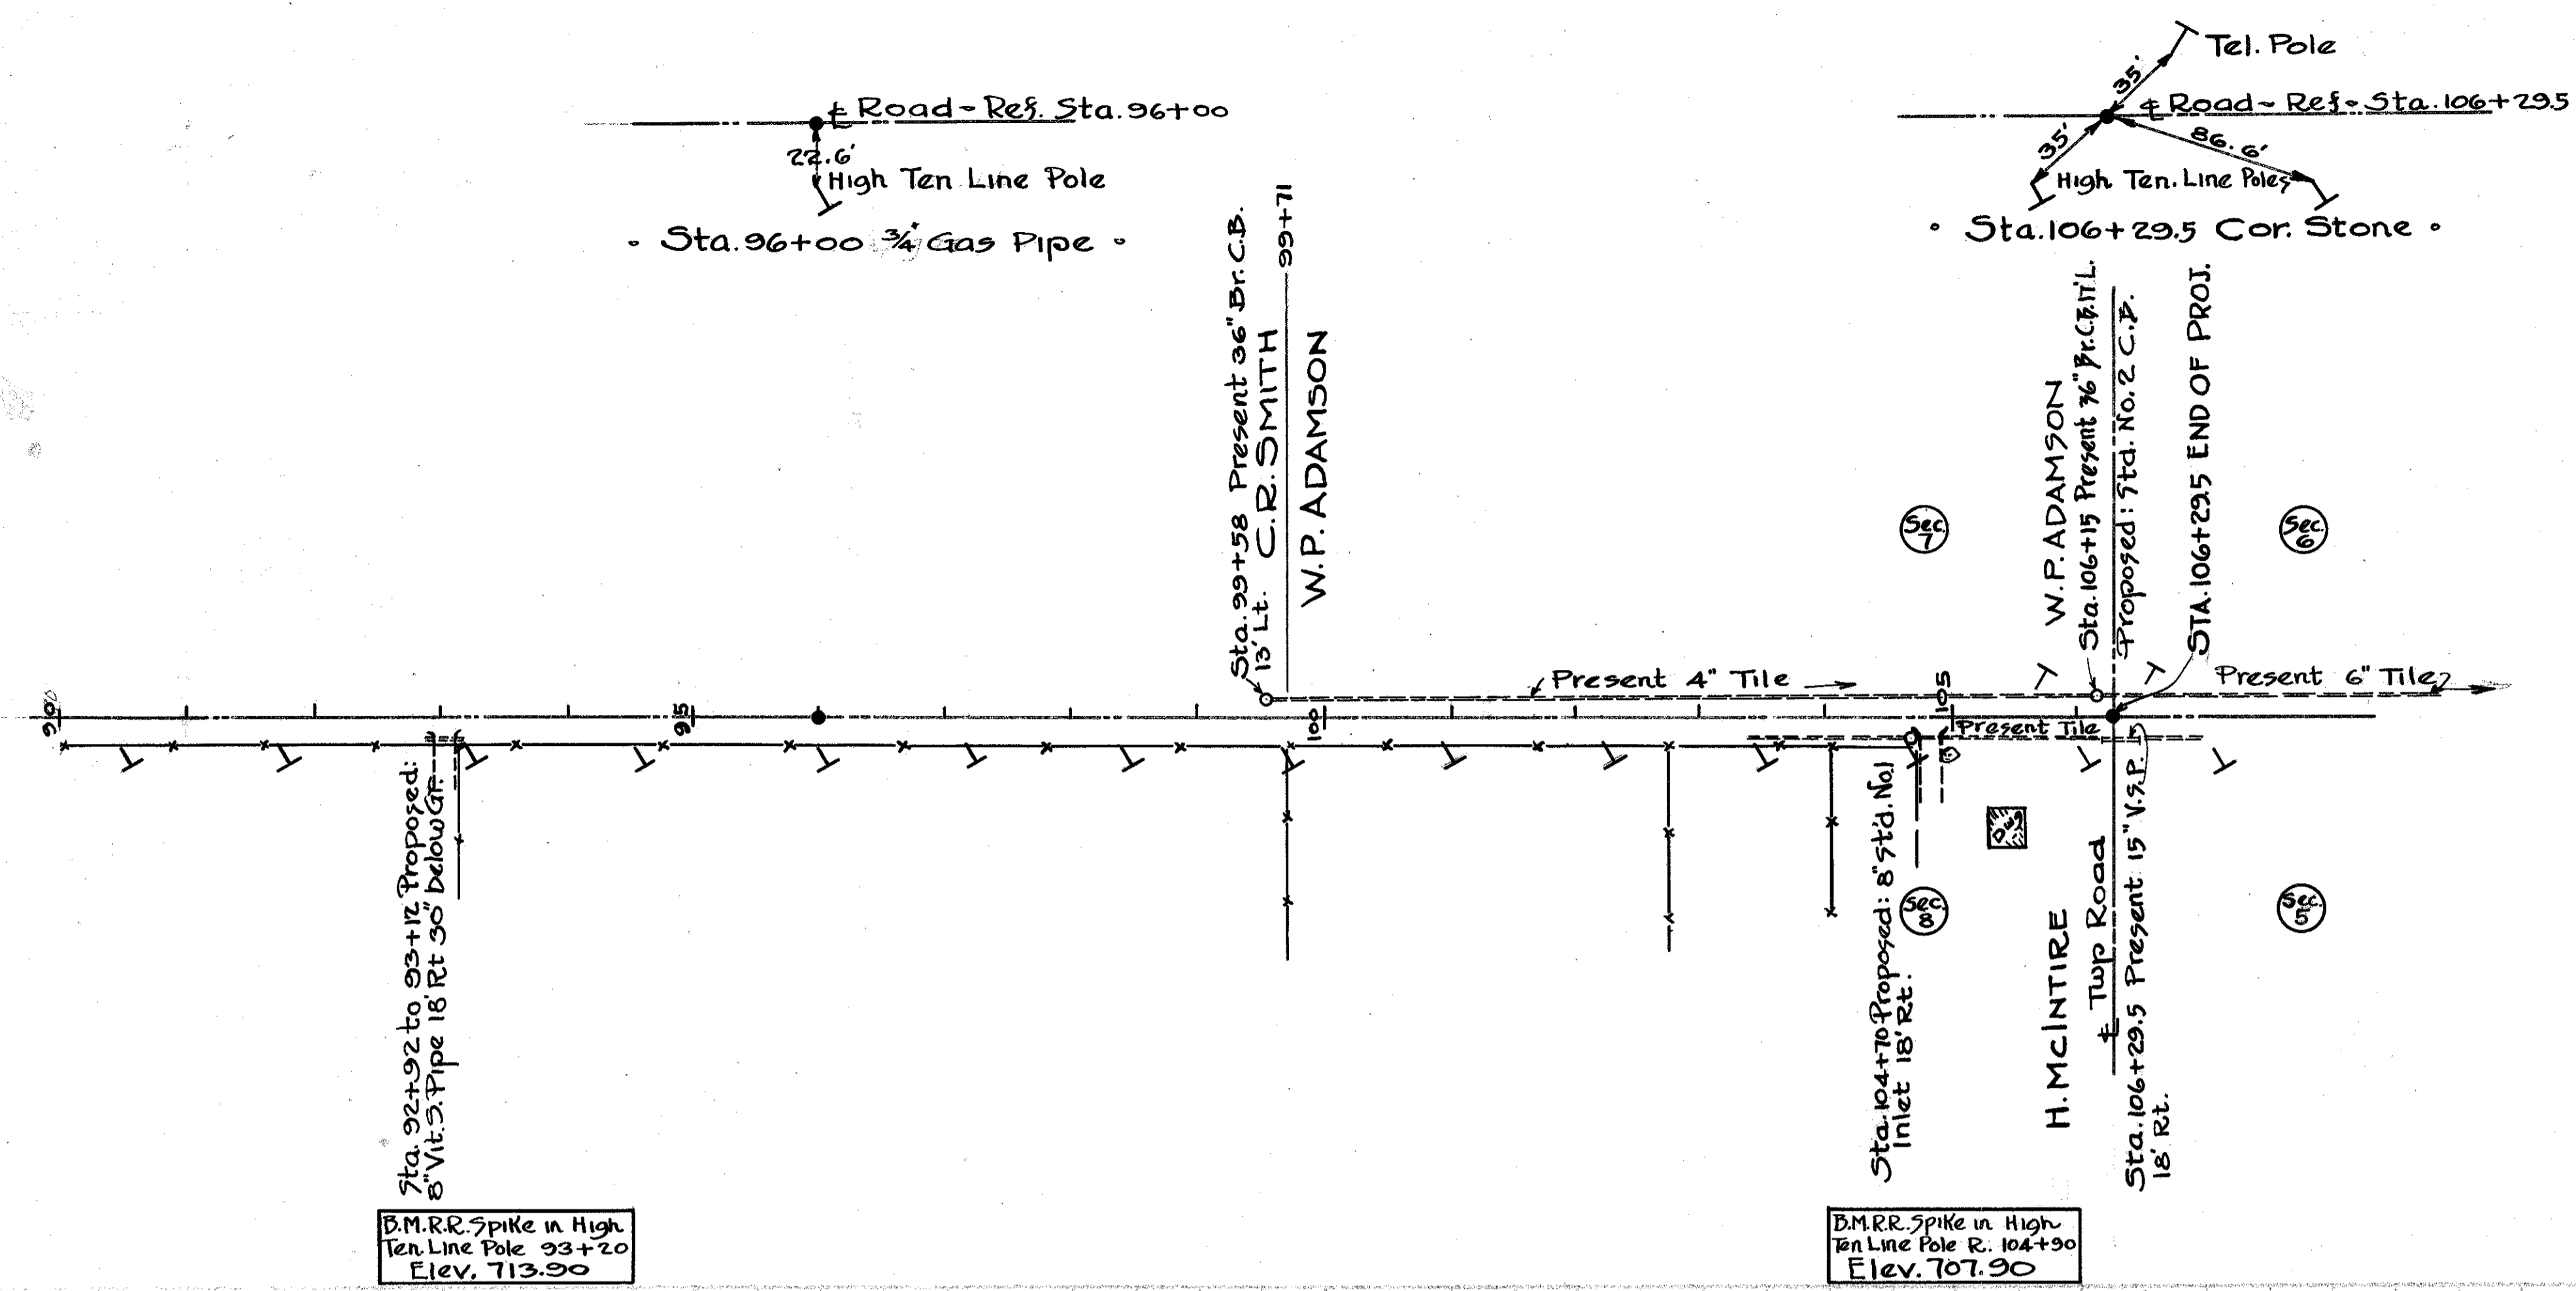 ℄ Road - Ref. Sta. 96+00
22.6'
High Ten Line Pole
• Sta. 96+00 3/4" Gas Pipe •
Tel. Pole
35'
℄ Road - Ref - Sta. 106+29.5
35'
86.6'
High Ten. Line Poles
• Sta. 106+29.5 Cor. Stone •
Sta. 99+58 Present 36" Br. C.B.
13' Lt.
C.R. SMITH
99+71
W.P. ADAMSON
W.P. ADAMSON
Sta. 106+15 Present 36" Br. C.B. 17' L.
Proposed: Std. No. 2 C.B.
STA. 106+29.5 END OF PROJ.
Sec. 7
Sec. 6
Present 4" Tile
Present 6" Tile
90
95
100
105
Present Tile
Sta. 92+92 to 93+12 Proposed:
8" Vit. S. Pipe 18' Rt 30" below Gr.
Sta. 104+70 Proposed: 8" St'd. No. 1
Inlet 18' Rt.
Sec. 8
Dwg
H. McINTIRE
℄ Twp Road
Sta. 106+29.5 Present 15" V.S.P.
18' Rt.
Sec. 5
B.M.R.R. Spike in High
Ten Line Pole 93+20
Elev. 713.90
B.M.R.R. Spike in High
Ten Line Pole R. 104+90
Elev. 707.90